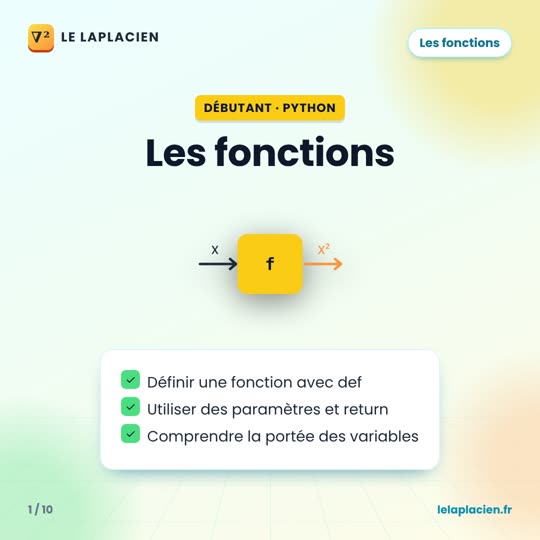 ∇² LE LAPLACIEN
Les fonctions
DÉBUTANT · PYTHON
Les fonctions
X
f
X²
Définir une fonction avec def
Utiliser des paramètres et return
Comprendre la portée des variables
1 / 10
lelaplacien.fr